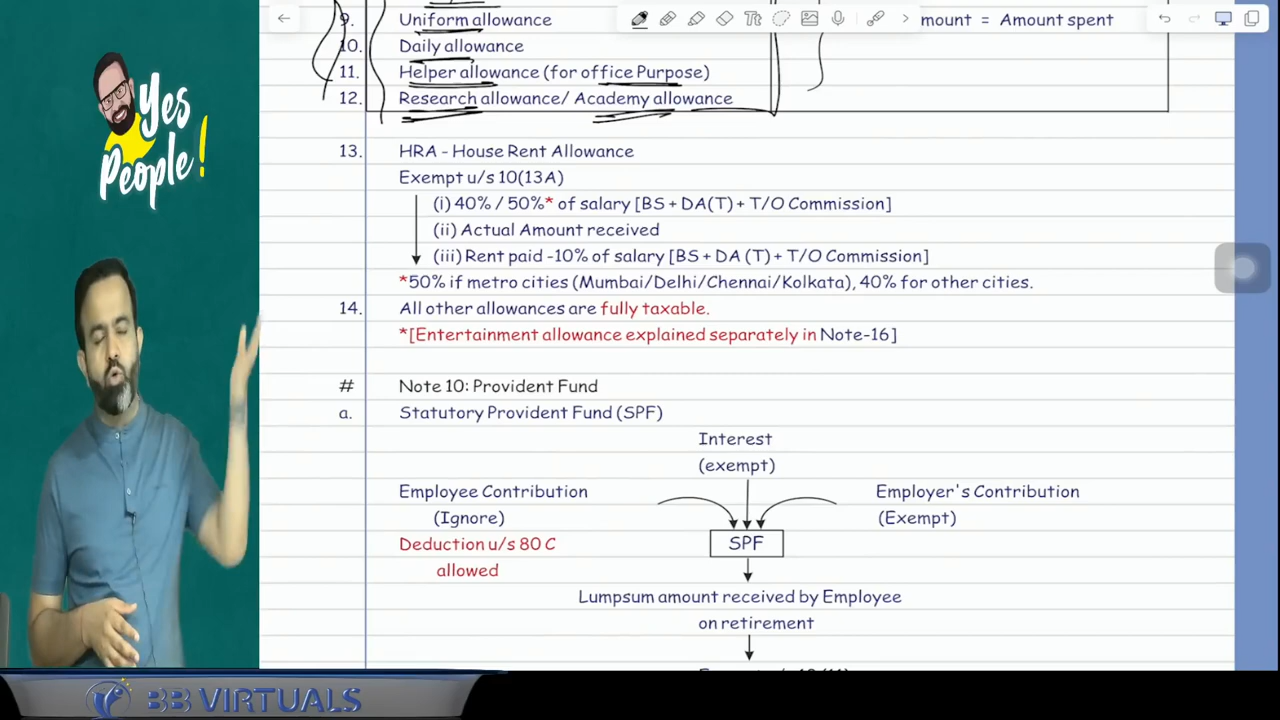 Yes
People!
9. Uniform allowance
mount = Amount spent
10. Daily allowance
11. Helper allowance (for office Purpose)
12. Research allowance/ Academy allowance
13. HRA - House Rent Allowance
Exempt u/s 10(13A)
(i) 40% / 50%* of salary [BS + DA(T) + T/O Commission]
(ii) Actual Amount received
(iii) Rent paid -10% of salary [BS + DA (T) + T/O Commission]
*50% if metro cities (Mumbai/Delhi/Chennai/Kolkata), 40% for other cities.
14. All other allowances are fully taxable.
*[Entertainment allowance explained separately in Note-16]
# Note 10: Provident Fund
a. Statutory Provident Fund (SPF)
Interest
(exempt)
Employee Contribution
(Ignore)
Deduction u/s 80 C
allowed
Employer's Contribution
(Exempt)
SPF
Lumpsum amount received by Employee
on retirement
BB VIRTUALS